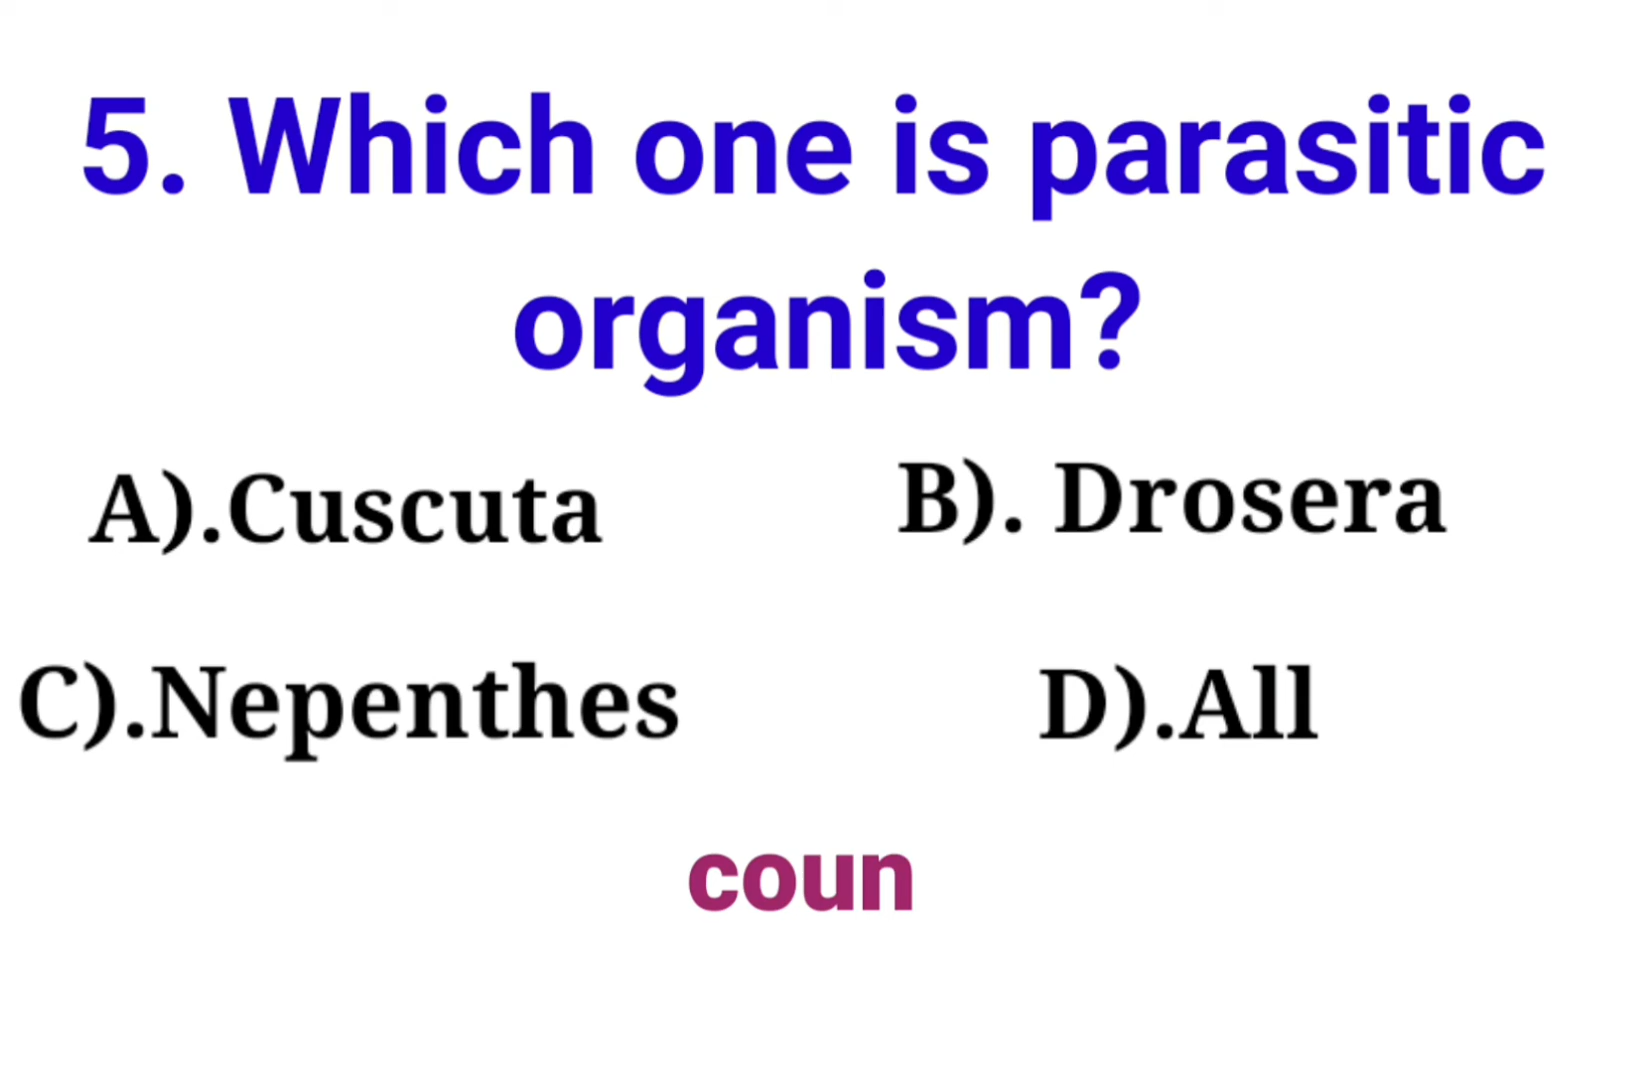 5. Which one is parasitic
organism?
A).Cuscuta
B). Drosera
C).Nepenthes
D).All
coun